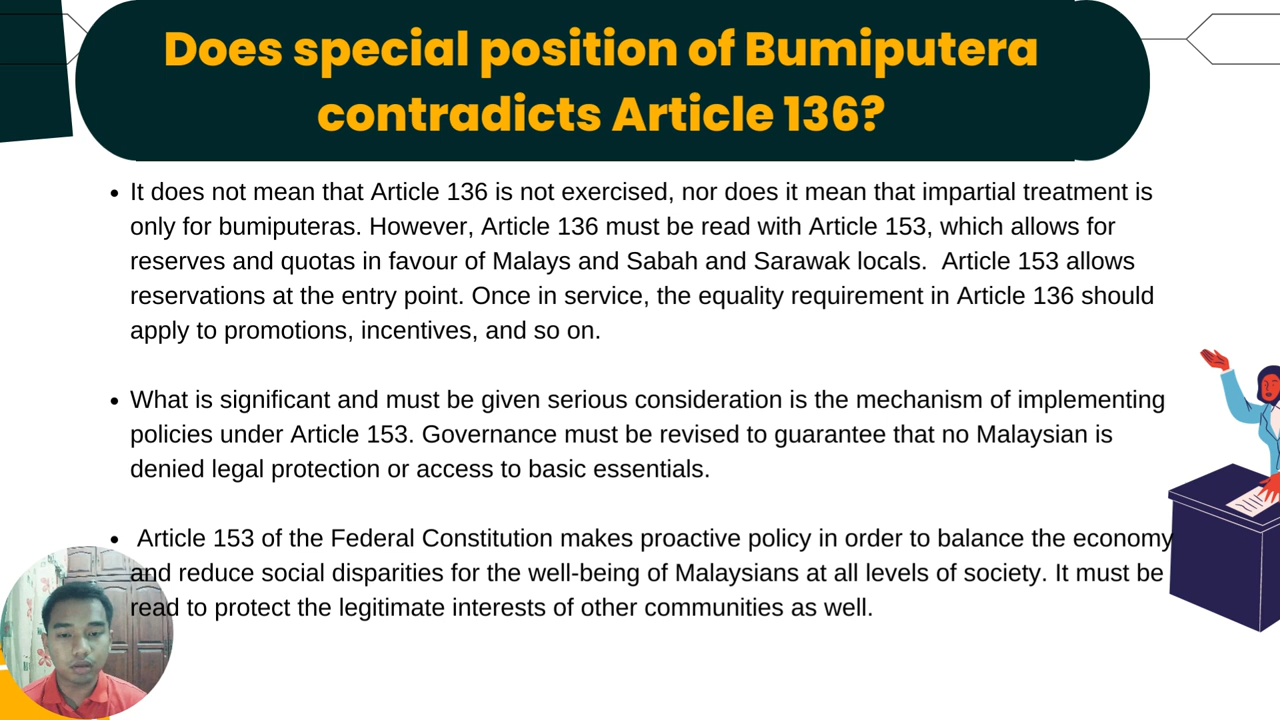 Does special position of Bumiputera
contradicts Article 136?
• It does not mean that Article 136 is not exercised, nor does it mean that impartial treatment is
only for bumiputeras. However, Article 136 must be read with Article 153, which allows for
reserves and quotas in favour of Malays and Sabah and Sarawak locals.  Article 153 allows
reservations at the entry point. Once in service, the equality requirement in Article 136 should
apply to promotions, incentives, and so on.
• What is significant and must be given serious consideration is the mechanism of implementing
policies under Article 153. Governance must be revised to guarantee that no Malaysian is
denied legal protection or access to basic essentials.
• Article 153 of the Federal Constitution makes proactive policy in order to balance the economy
and reduce social disparities for the well-being of Malaysians at all levels of society. It must be
read to protect the legitimate interests of other communities as well.